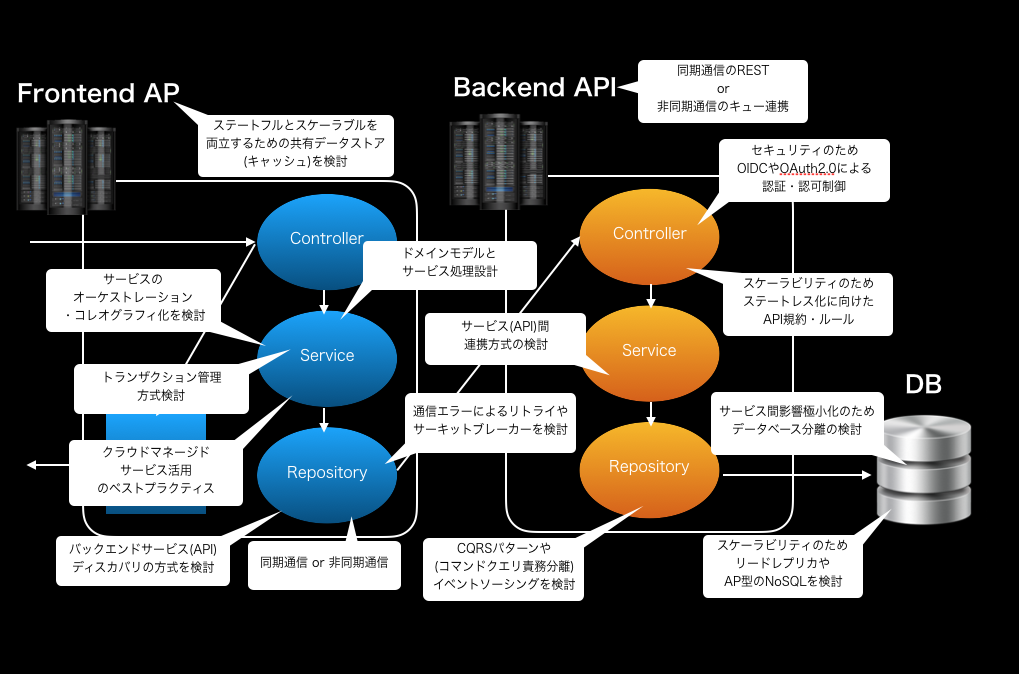 Frontend AP
ステートフルとスケーラブルを
両立するための共有データストア
(キャッシュ)を検討
Controller
ドメインモデルと
サービス処理設計
サービスの
オーケストレーション
・コレオグラフィ化を検討
Service
トランザクション管理
方式検討
クラウドマネージド
サービス活用
のベストプラクティス
Repository
通信エラーによるリトライや
サーキットブレーカーを検討
バックエンドサービス(API)
ディスカバリの方式を検討
同期通信 or 非同期通信
Backend API
同期通信のREST
or
非同期通信のキュー連携
セキュリティのため
OIDCやOAuth2.0による
認証・認可制御
Controller
スケーラビリティのため
ステートレス化に向けた
API規約・ルール
サービス(API)間
連携方式の検討
Service
Repository
CQRSパターンや
(コマンドクエリ責務分離)
イベントソーシングを検討
DB
サービス間影響極小化のため
データベース分離の検討
スケーラビリティのため
リードレプリカや
AP型のNoSQLを検討